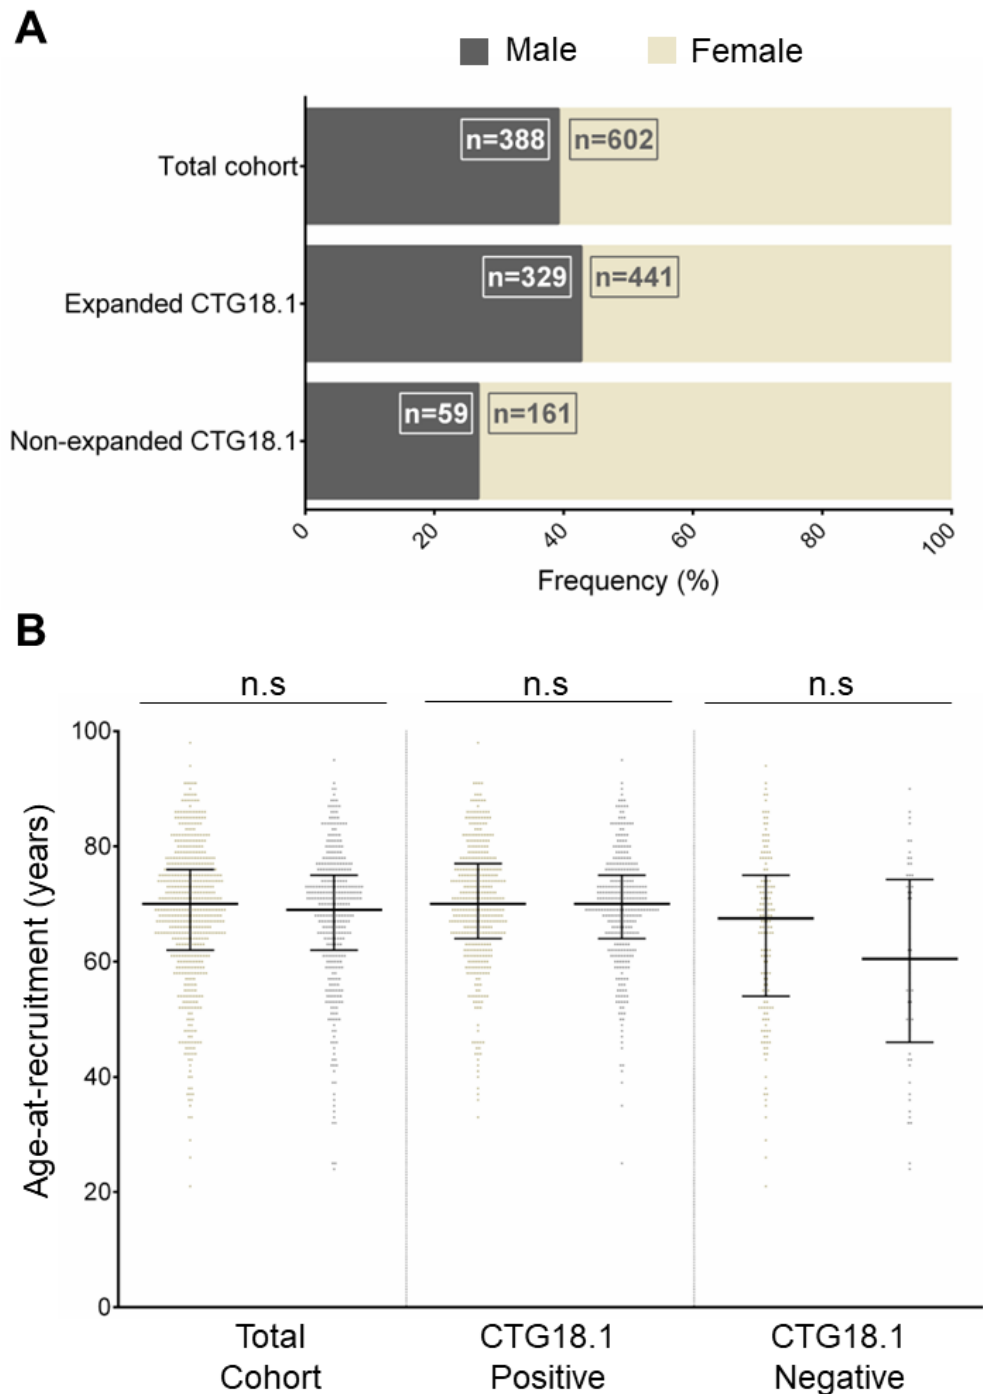 A
Male
Female
Total cohort
n=388
n=602
Expanded CTG18.1
n=329
n=441
Non-expanded CTG18.1
n=59
n=161
0
20
40
60
80
100
Frequency (%)
B
n.s
n.s
n.s
Age-at-recruitment (years)
100
80
60
40
20
0
Total
Cohort
CTG18.1
Positive
CTG18.1
Negative